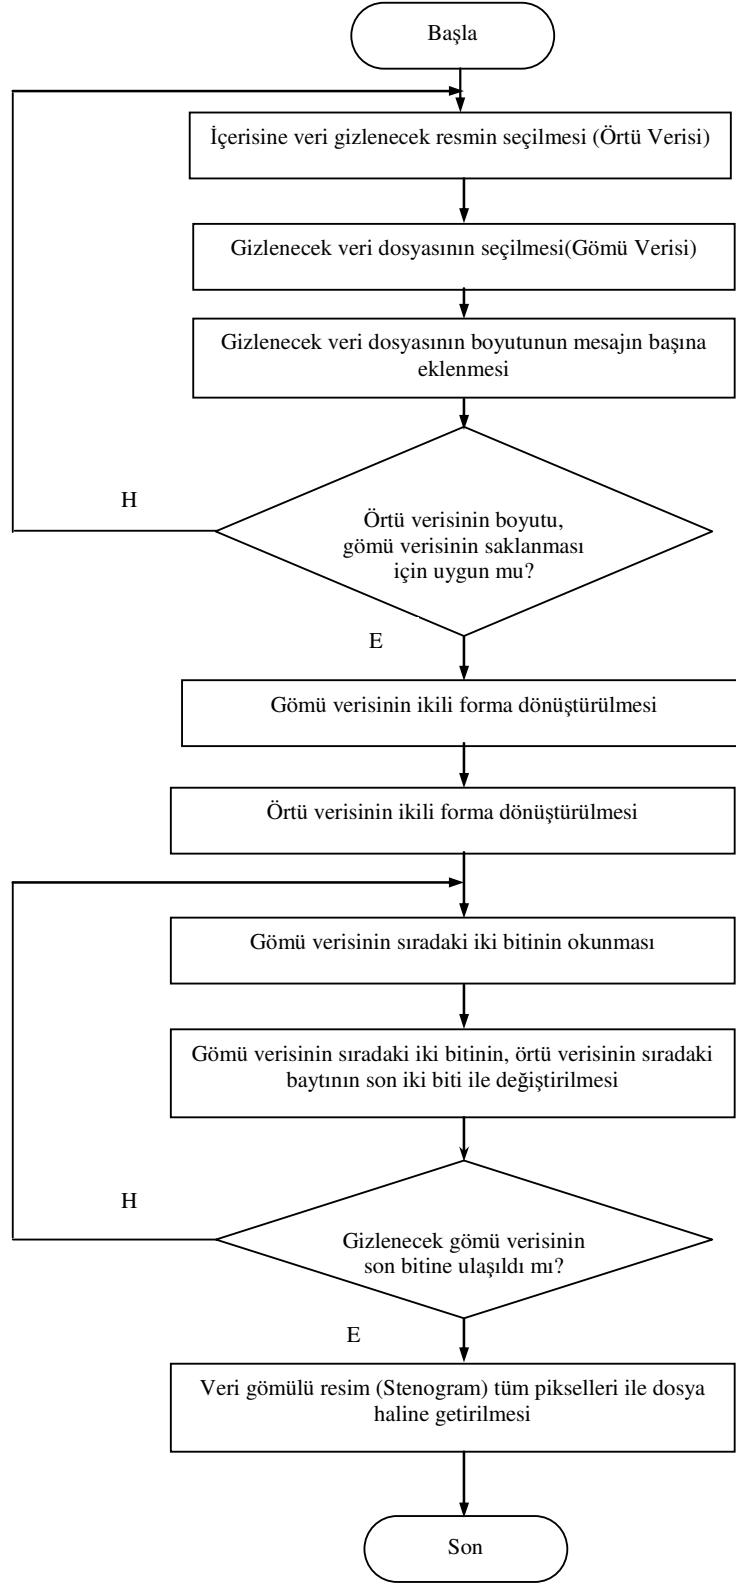 Başla
İçerisine veri gizlenecek resmin seçilmesi (Örtü Verisi)
Gizlenecek veri dosyasının seçilmesi(Gömü Verisi)
Gizlenecek veri dosyasının boyutunun mesajın başına
eklenmesi
H
Örtü verisinin boyutu,
gömü verisinin saklanması
için uygun mu?
E
Gömü verisinin ikili forma dönüştürülmesi
Örtü verisinin ikili forma dönüştürülmesi
Gömü verisinin sıradaki iki bitinin okunması
Gömü verisinin sıradaki iki bitinin, örtü verisinin sıradaki
baytının son iki biti ile değiştirilmesi
H
Gizlenecek gömü verisinin
son bitine ulaşıldı mı?
E
Veri gömülü resim (Stenogram) tüm pikselleri ile dosya
haline getirilmesi
Son